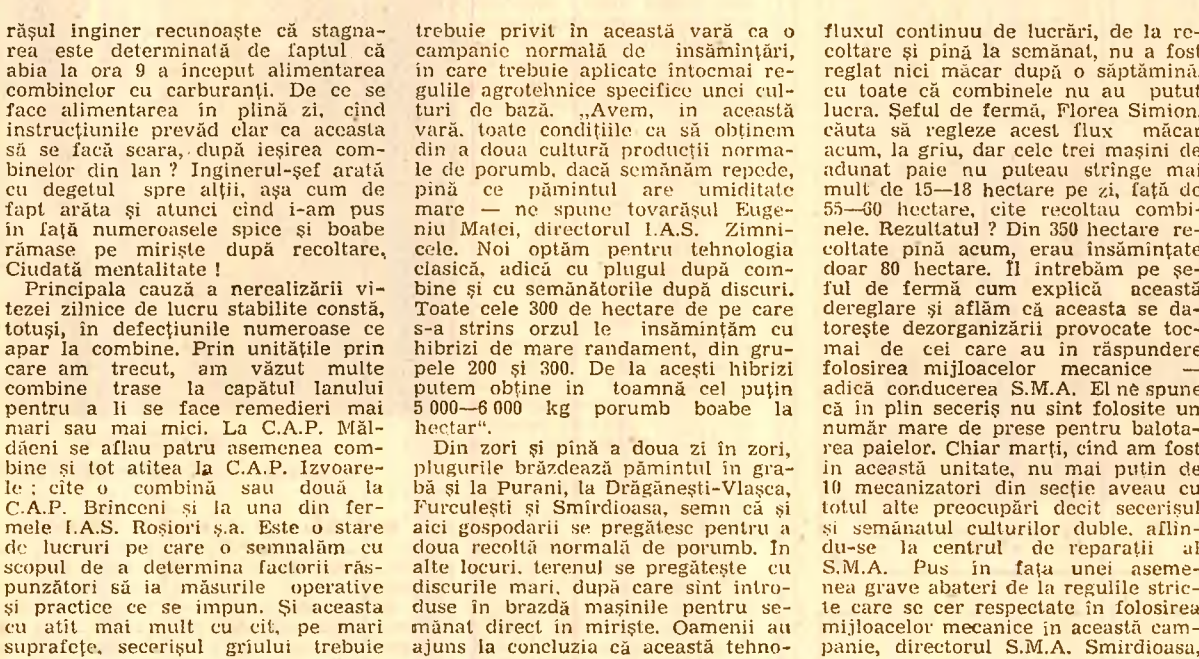 rășul inginer recunoaște că stagna-
rea este determinată de faptul că
abia la ora 9 a început alimentarea
combinelor cu carburanți. De ce se
face alimentarea în plină zi, cînd
instrucțiunile prevăd clar ca aceasta
să se facă seara, după ieșirea com-
binelor din lan ? Inginerul-șef arată
cu degetul spre alții, așa cum de
fapt arăta și atunci cînd i-am pus
în față numeroasele spice și boabe
rămase pe miriște după recoltare.
Ciudată mentalitate !
Principala cauză a nerealizării vi-
tezei zilnice de lucru stabilite constă,
totuși, în defecțiunile numeroase ce
apar la combine. Prin unitățile prin
care am trecut, am văzut multe
combine trase la capătul lanului
pentru a li se face remedieri mai
mari sau mai mici. La C.A.P. Măl-
dăeni se aflau patru asemenea com-
bine și tot atîtea la C.A.P. Izvoare-
le ; cîte o combină sau două la
C.A.P. Brînceni și la una din fer-
mele I.A.S. Roșiori ș.a. Este o stare
de lucruri pe care o semnalăm cu
scopul de a determina factorii răs-
punzători să ia măsurile operative
și practice ce se impun. Și aceasta
cu atît mai mult cu cît, pe mari
suprafețe, secerișul grîului trebuie
trebuie privit în această vară ca o
campanie normală de însămînțări,
în care trebuie aplicate întocmai re-
gulile agrotehnice specifice unei cul-
turi de bază. „Avem, în această
vară, toate condițiile ca să obținem
din a doua cultură producții norma-
le de porumb, dacă semănăm repede,
pînă ce pămîntul are umiditate
mare — ne spune tovarășul Euge-
niu Matei, directorul I.A.S. Zimni-
cele. Noi optăm pentru tehnologia
clasică, adică cu plugul după com-
bine și cu semănătorile după discuri.
Toate cele 300 de hectare de pe care
s-a strîns orzul le însămînțăm cu
hibrizi de mare randament, din gru-
pele 200 și 300. De la acești hibrizi
putem obține în toamnă cel puțin
5 000—6 000 kg porumb boabe la
hectar“.
Din zori și pînă a doua zi în zori,
plugurile brăzdează pămîntul în gra-
bă și la Purani, la Drăgănești-Vlașca,
Furculești și Smirdioasa, semn că și
aici gospodarii se pregătesc pentru a
doua recoltă normală de porumb. În
alte locuri, terenul se pregătește cu
discurile mari, după care sînt intro-
duse în brazdă mașinile pentru se-
mănat direct în miriște. Oamenii au
ajuns la concluzia că această tehno-
fluxul continuu de lucrări, de la re-
coltare și pînă la semănat, nu a fost
reglat nici măcar după o săptămînă,
cu toate că combinele nu au putut
lucra. Șeful de fermă, Florea Simion,
căuta să regleze acest flux măcar
acum, la grîu, dar cele trei mașini de
adunat paie nu puteau strînge mai
mult de 15—18 hectare pe zi, față de
55—60 hectare, cîte recoltau combi-
nele. Rezultatul ? Din 350 hectare re-
coltate pînă acum, erau însămînțate
doar 80 hectare. Îl întrebăm pe șe-
ful de fermă cum explică această
dereglare și aflăm că aceasta se da-
torește dezorganizării provocate toc-
mai de cei care au în răspundere
folosirea mijloacelor mecanice —
adică conducerea S.M.A. El ne spune
că în plin seceriș nu sînt folosite un
număr mare de prese pentru balota-
rea paielor. Chiar marți, cînd am fost
în această unitate, nu mai puțin de
10 mecanizatori din secție aveau cu
totul alte preocupări decît secerișul
și semănatul culturilor duble, aflîn-
du-se la centrul de reparații al
S.M.A. Pus în fața unei aseme-
nea grave abateri de la regulile stric-
te care se cer respectate în folosirea
mijloacelor mecanice în această cam-
panie, directorul S.M.A. Smirdioasa,